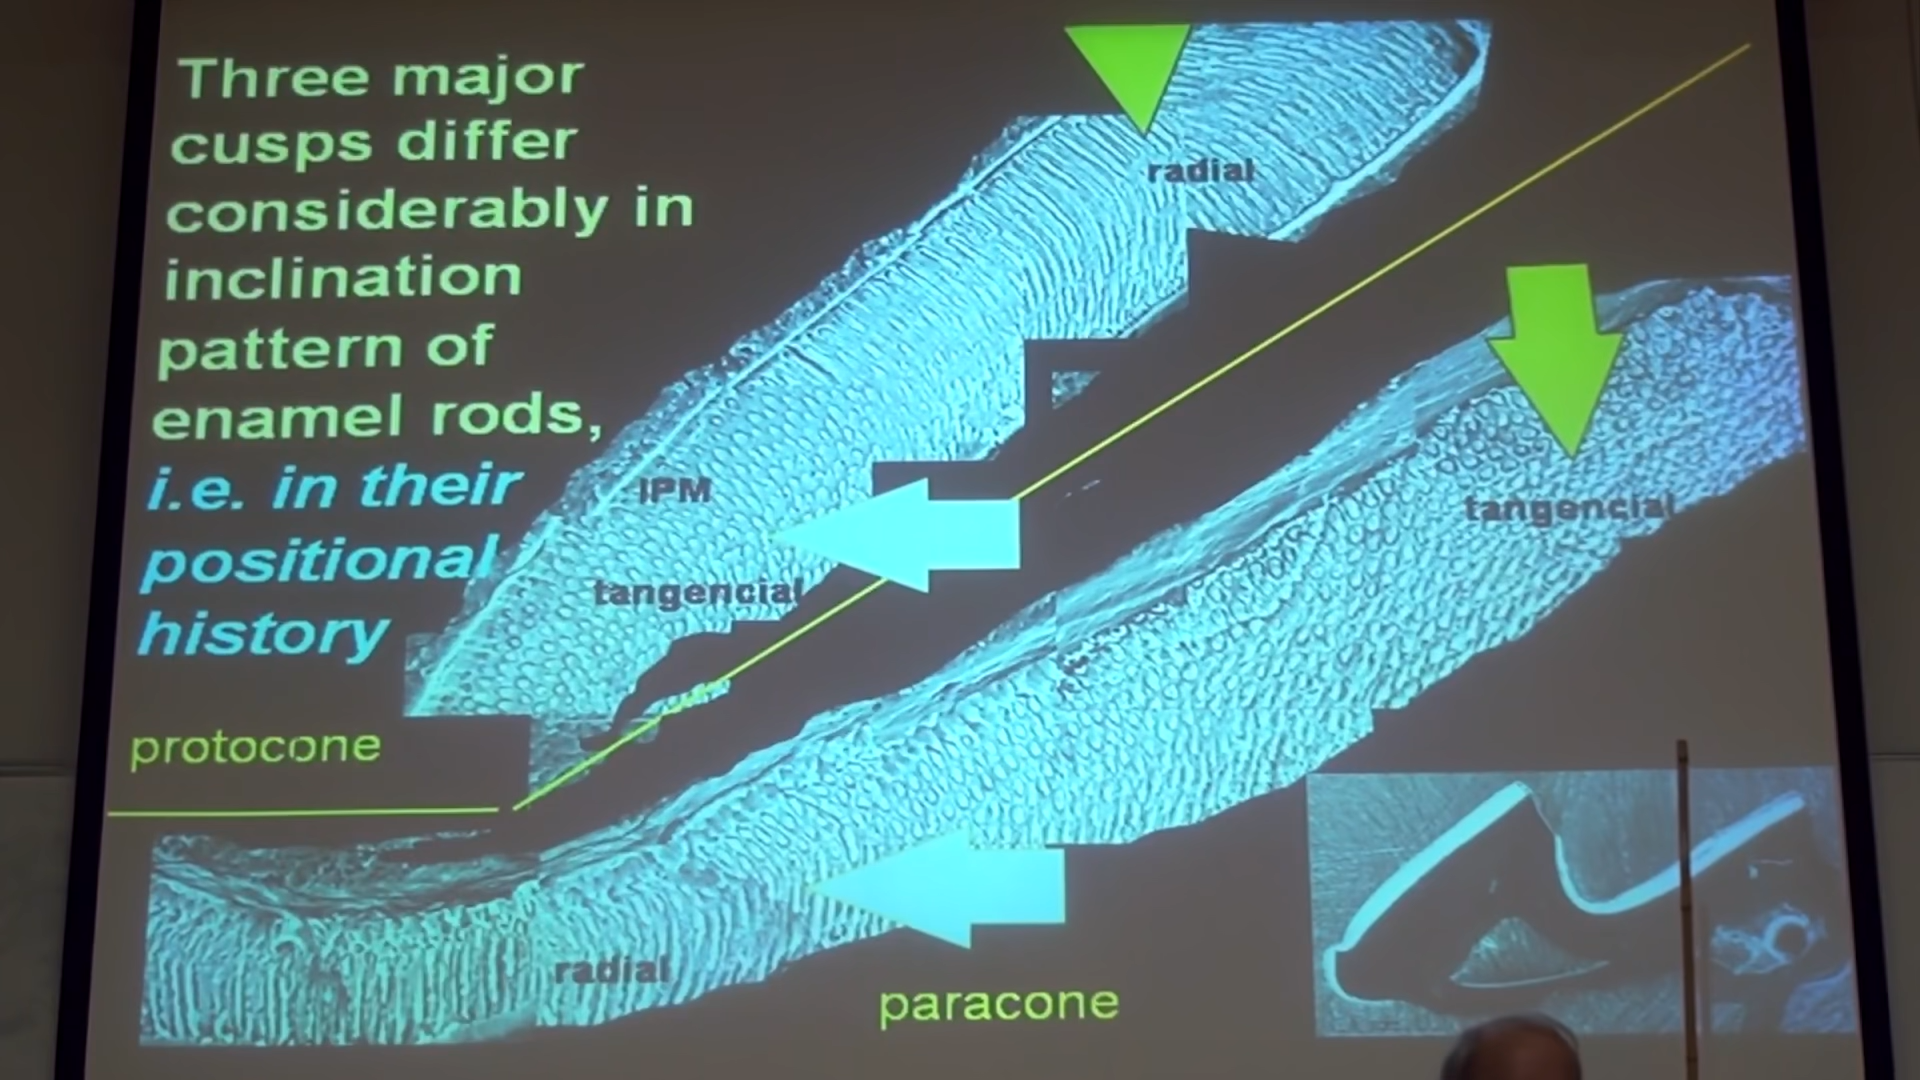 Three major
cusps differ
considerably in
inclination
pattern of
enamel rods,
i.e. in their
positional
history
radial
IPM
tangencial
tangencial
protocone
radial
paracone